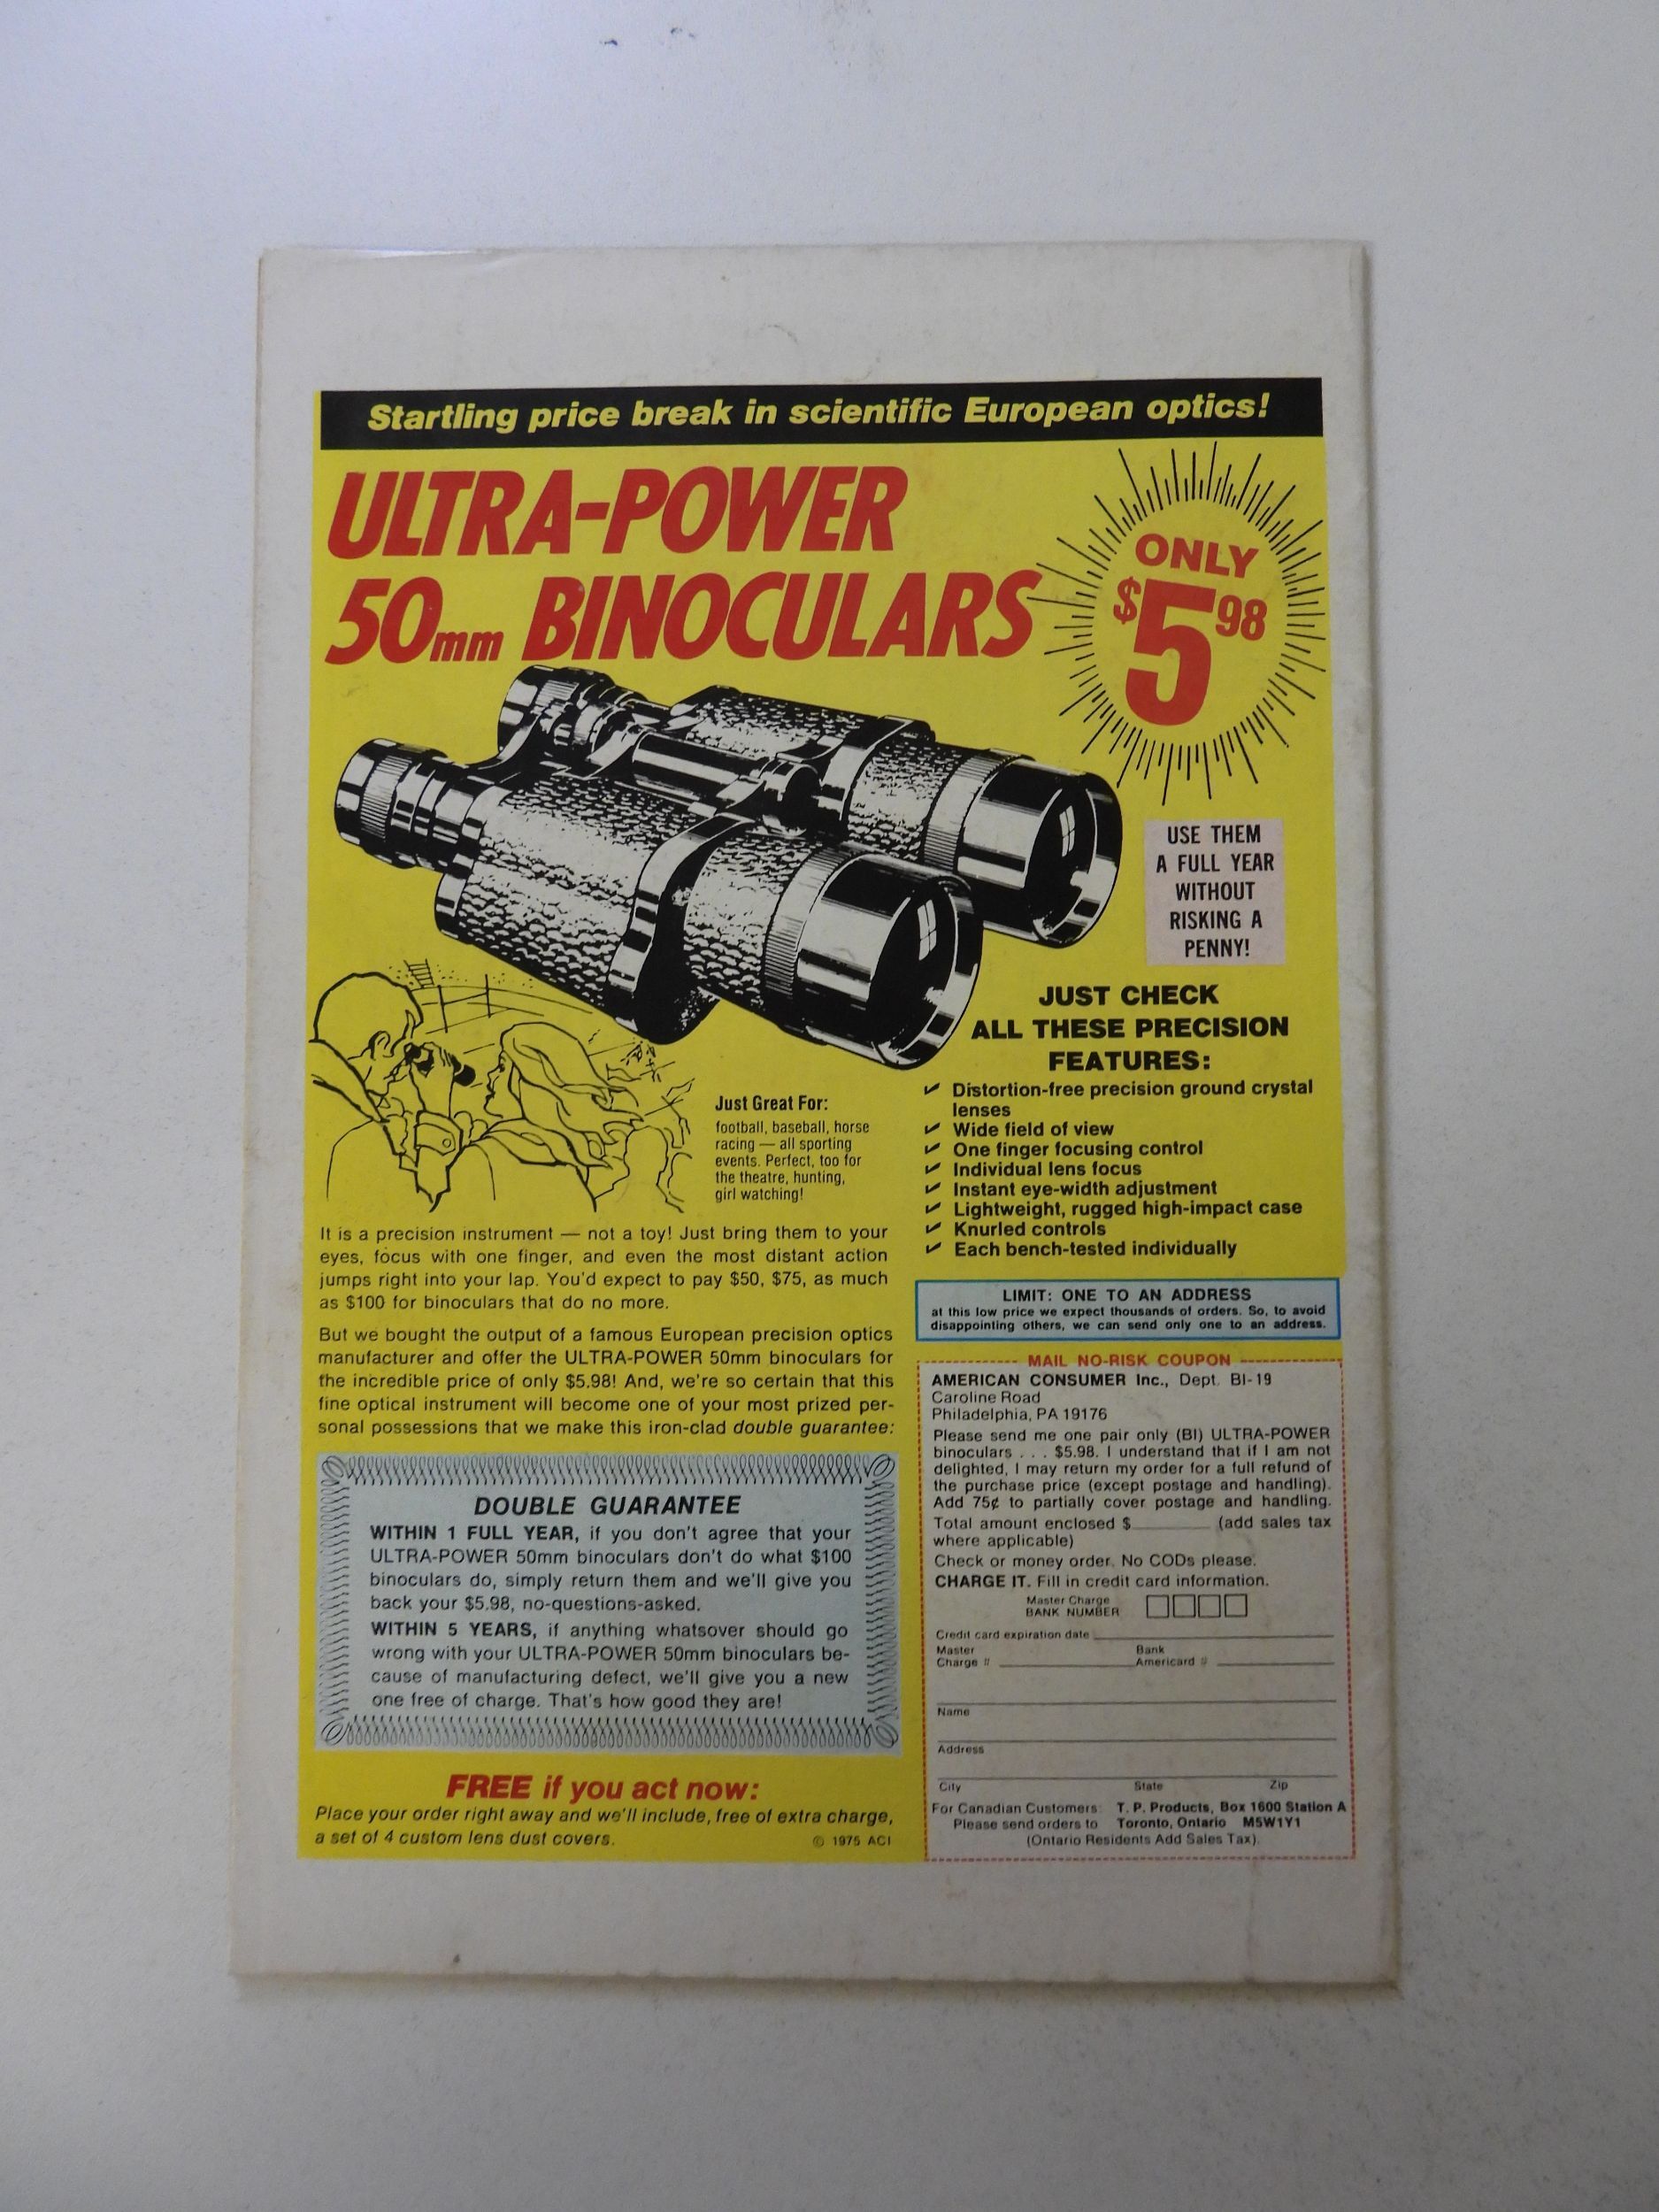 Startling price break in scientific European optics!
ULTRA-POWER
50mm BINOCULARS
ONLY
$5 98
USE THEM
A FULL YEAR
WITHOUT
RISKING A
PENNY!
JUST CHECK
ALL THESE PRECISION
FEATURES:
✔ Distortion-free precision ground crystal
lenses
✔ Wide field of view
✔ One finger focusing control
✔ Individual lens focus
✔ Instant eye-width adjustment
✔ Lightweight, rugged high-impact case
✔ Knurled controls
✔ Each bench-tested individually
Just Great For:
football, baseball, horse
racing — all sporting
events. Perfect, too for
the theatre, hunting,
girl watching!
It is a precision instrument — not a toy! Just bring them to your
eyes, focus with one finger, and even the most distant action
jumps right into your lap. You'd expect to pay $50, $75, as much
as $100 for binoculars that do no more.
But we bought the output of a famous European precision optics
manufacturer and offer the ULTRA-POWER 50mm binoculars for
the incredible price of only $5.98! And, we're so certain that this
fine optical instrument will become one of your most prized per-
sonal possessions that we make this iron-clad double guarantee:
DOUBLE GUARANTEE
WITHIN 1 FULL YEAR, if you don't agree that your
ULTRA-POWER 50mm binoculars don't do what $100
binoculars do, simply return them and we'll give you
back your $5.98, no-questions-asked.
WITHIN 5 YEARS, if anything whatsover should go
wrong with your ULTRA-POWER 50mm binoculars be-
cause of manufacturing defect, we'll give you a new
one free of charge. That's how good they are!
FREE if you act now:
Place your order right away and we'll include, free of extra charge,
a set of 4 custom lens dust covers.
© 1975 ACI
LIMIT: ONE TO AN ADDRESS
at this low price we expect thousands of orders. So, to avoid
disappointing others, we can send only one to an address.
MAIL NO-RISK COUPON
AMERICAN CONSUMER Inc., Dept. BI-19
Caroline Road
Philadelphia, PA 19176
Please send me one pair only (BI) ULTRA-POWER
binoculars . . . $5.98. I understand that if I am not
delighted, I may return my order for a full refund of
the purchase price (except postage and handling).
Add 75¢ to partially cover postage and handling.
Total amount enclosed $________ (add sales tax
where applicable)
Check or money order. No CODs please.
CHARGE IT. Fill in credit card information.
Master Charge
BANK NUMBER
Credit card expiration date
Master Bank
Charge # Americard #
Name
Address
City State Zip
For Canadian Customers: T. P. Products, Box 1600 Station A
Please send orders to Toronto, Ontario M5W1Y1
(Ontario Residents Add Sales Tax).